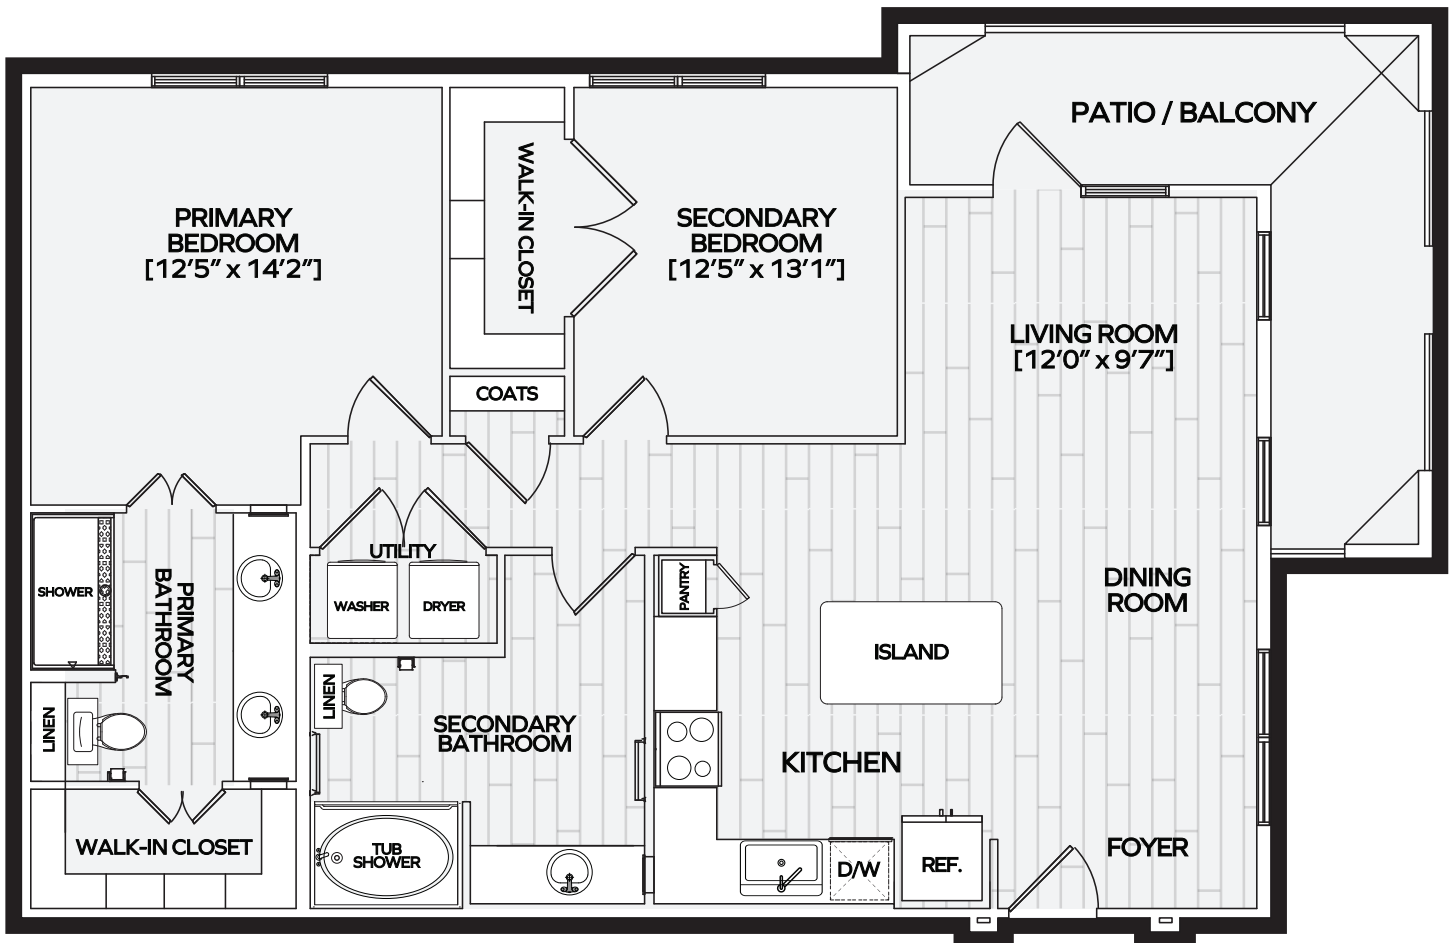 PATIO / BALCONY
PRIMARY
BEDROOM
[12'5" x 14'2"]
WALK-IN CLOSET
SECONDARY
BEDROOM
[12'5" x 13'1"]
LIVING ROOM
[12'0" x 9'7"]
COATS
UTILITY
WASHER
DRYER
SHOWER
PRIMARY
BATHROOM
PANTRY
DINING
ROOM
ISLAND
LINEN
LINEN
SECONDARY
BATHROOM
KITCHEN
WALK-IN CLOSET
TUB
SHOWER
D/W
REF.
FOYER